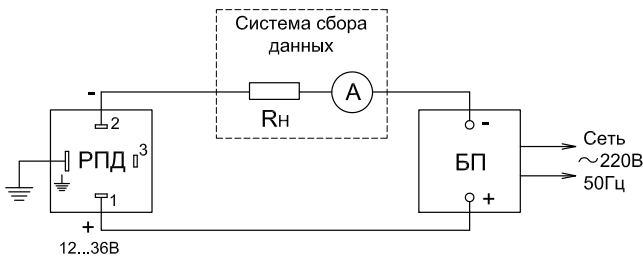 Система сбора
данных
Rн
A
-
2
РПД
3
1
+
12...36В
-
БП
+
Сеть
~220В
50Гц